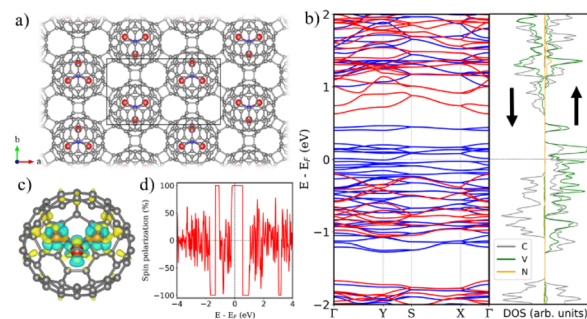 a)
b
a
c)
d)
Spin polarization (%)
100
50
0
-50
-100
-4
-2
0
2
4
E - E_F (eV)
b)
E - E_F (eV)
2
1
0
-1
-2
Γ
Y
S
X
Γ
C
V
N
DOS (arb. units)